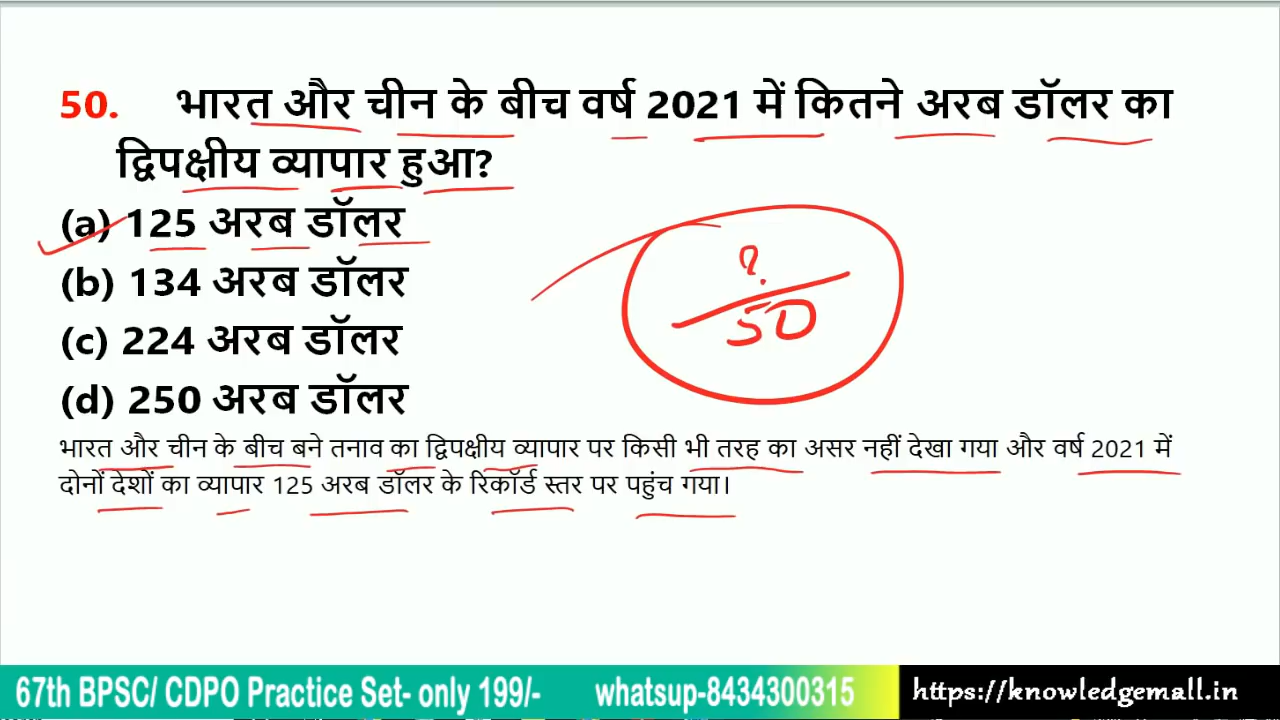 50. भारत और चीन के बीच वर्ष 2021 में कितने अरब डॉलर का
द्विपक्षीय व्यापार हुआ?
(a) 125 अरब डॉलर
(b) 134 अरब डॉलर
(c) 224 अरब डॉलर
(d) 250 अरब डॉलर
?
50
भारत और चीन के बीच बने तनाव का द्विपक्षीय व्यापार पर किसी भी तरह का असर नहीं देखा गया और वर्ष 2021 में
दोनों देशों का व्यापार 125 अरब डॉलर के रिकॉर्ड स्तर पर पहुंच गया।
67th BPSC/ CDPO Practice Set- only 199/- whatsup-8434300315 https://knowledgemall.in